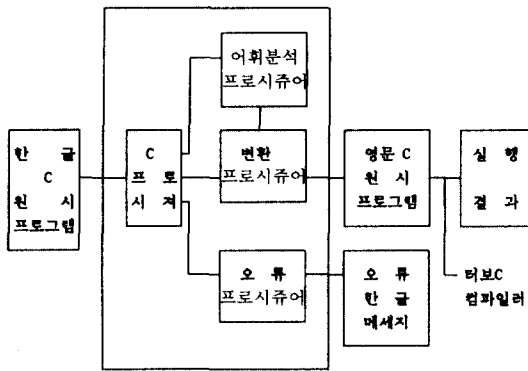 어휘분석
프로시쥬어
한 글
C
원 시
프로그램
C
프 로
시 져
변환
프로시쥬어
영문 C
원 시
프로그램
실 행
결 과
오 류
프로시쥬어
오 류
한 글
메세지
터보C
컴파일러